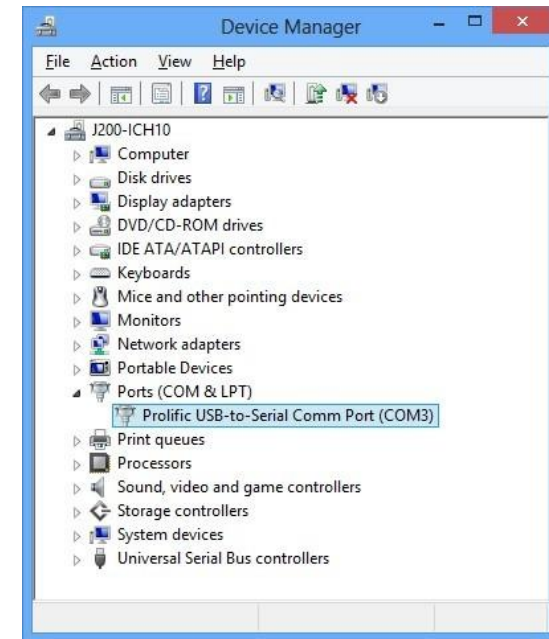 Device Manager
File Action View Help
J200-ICH10
Computer
Disk drives
Display adapters
DVD/CD-ROM drives
IDE ATA/ATAPI controllers
Keyboards
Mice and other pointing devices
Monitors
Network adapters
Portable Devices
Ports (COM & LPT)
Prolific USB-to-Serial Comm Port (COM3)
Print queues
Processors
Sound, video and game controllers
Storage controllers
System devices
Universal Serial Bus controllers